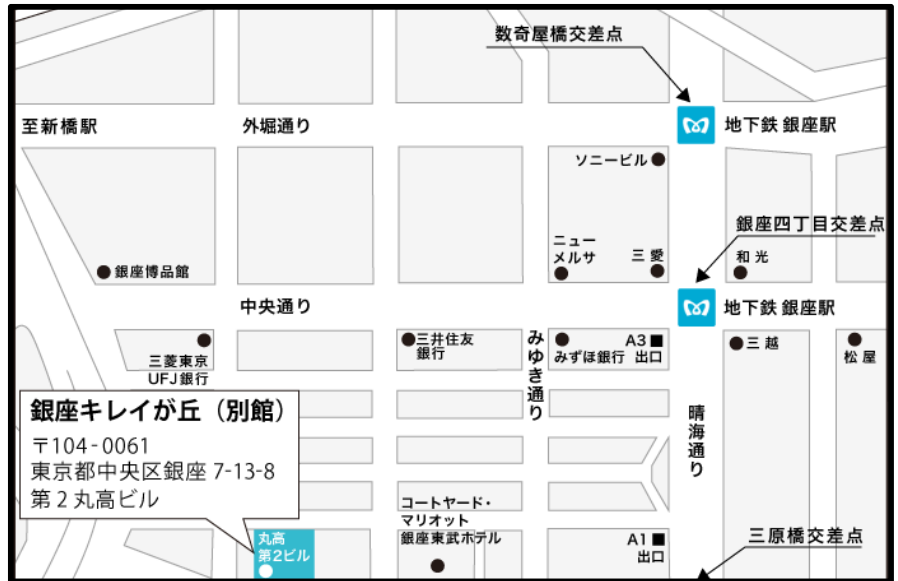 数寄屋橋交差点
至新橋駅
外堀通り
地下鉄 銀座駅
ソニービル
銀座四丁目交差点
ニュー
メルサ
三愛
和光
銀座博品館
中央通り
地下鉄 銀座駅
三菱東京
UFJ銀行
三井住友
銀行
みゆき通り
みずほ銀行
A3
出口
三越
松屋
銀座キレイが丘（別館）
〒104-0061
東京都中央区銀座 7-13-8
第 2 丸高ビル
晴海通り
コートヤード・
マリオット
銀座東武ホテル
丸高
第2ビル
A1
出口
三原橋交差点